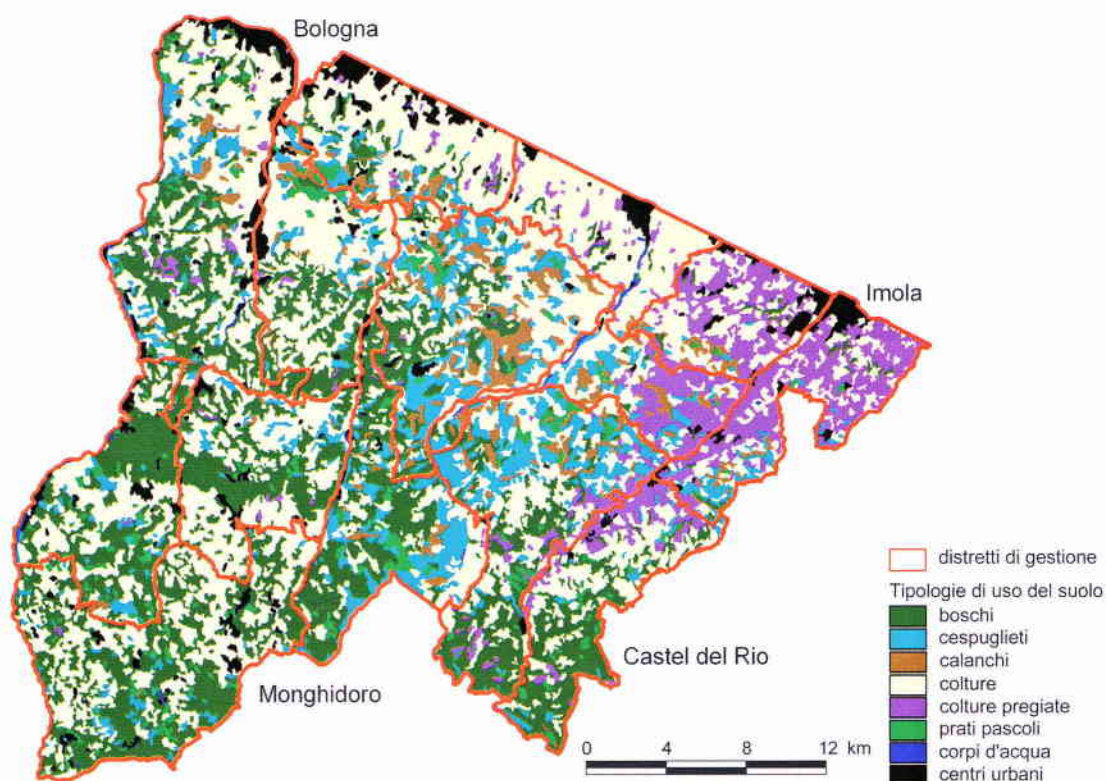 Bologna
Imola
Castel del Rio
Monghidoro
distretti di gestione
Tipologie di uso del suolo
boschi
cespuglieti
calanchi
colture
colture pregiate
prati pascoli
corpi d'acqua
centri urbani
0 4 8 12 km